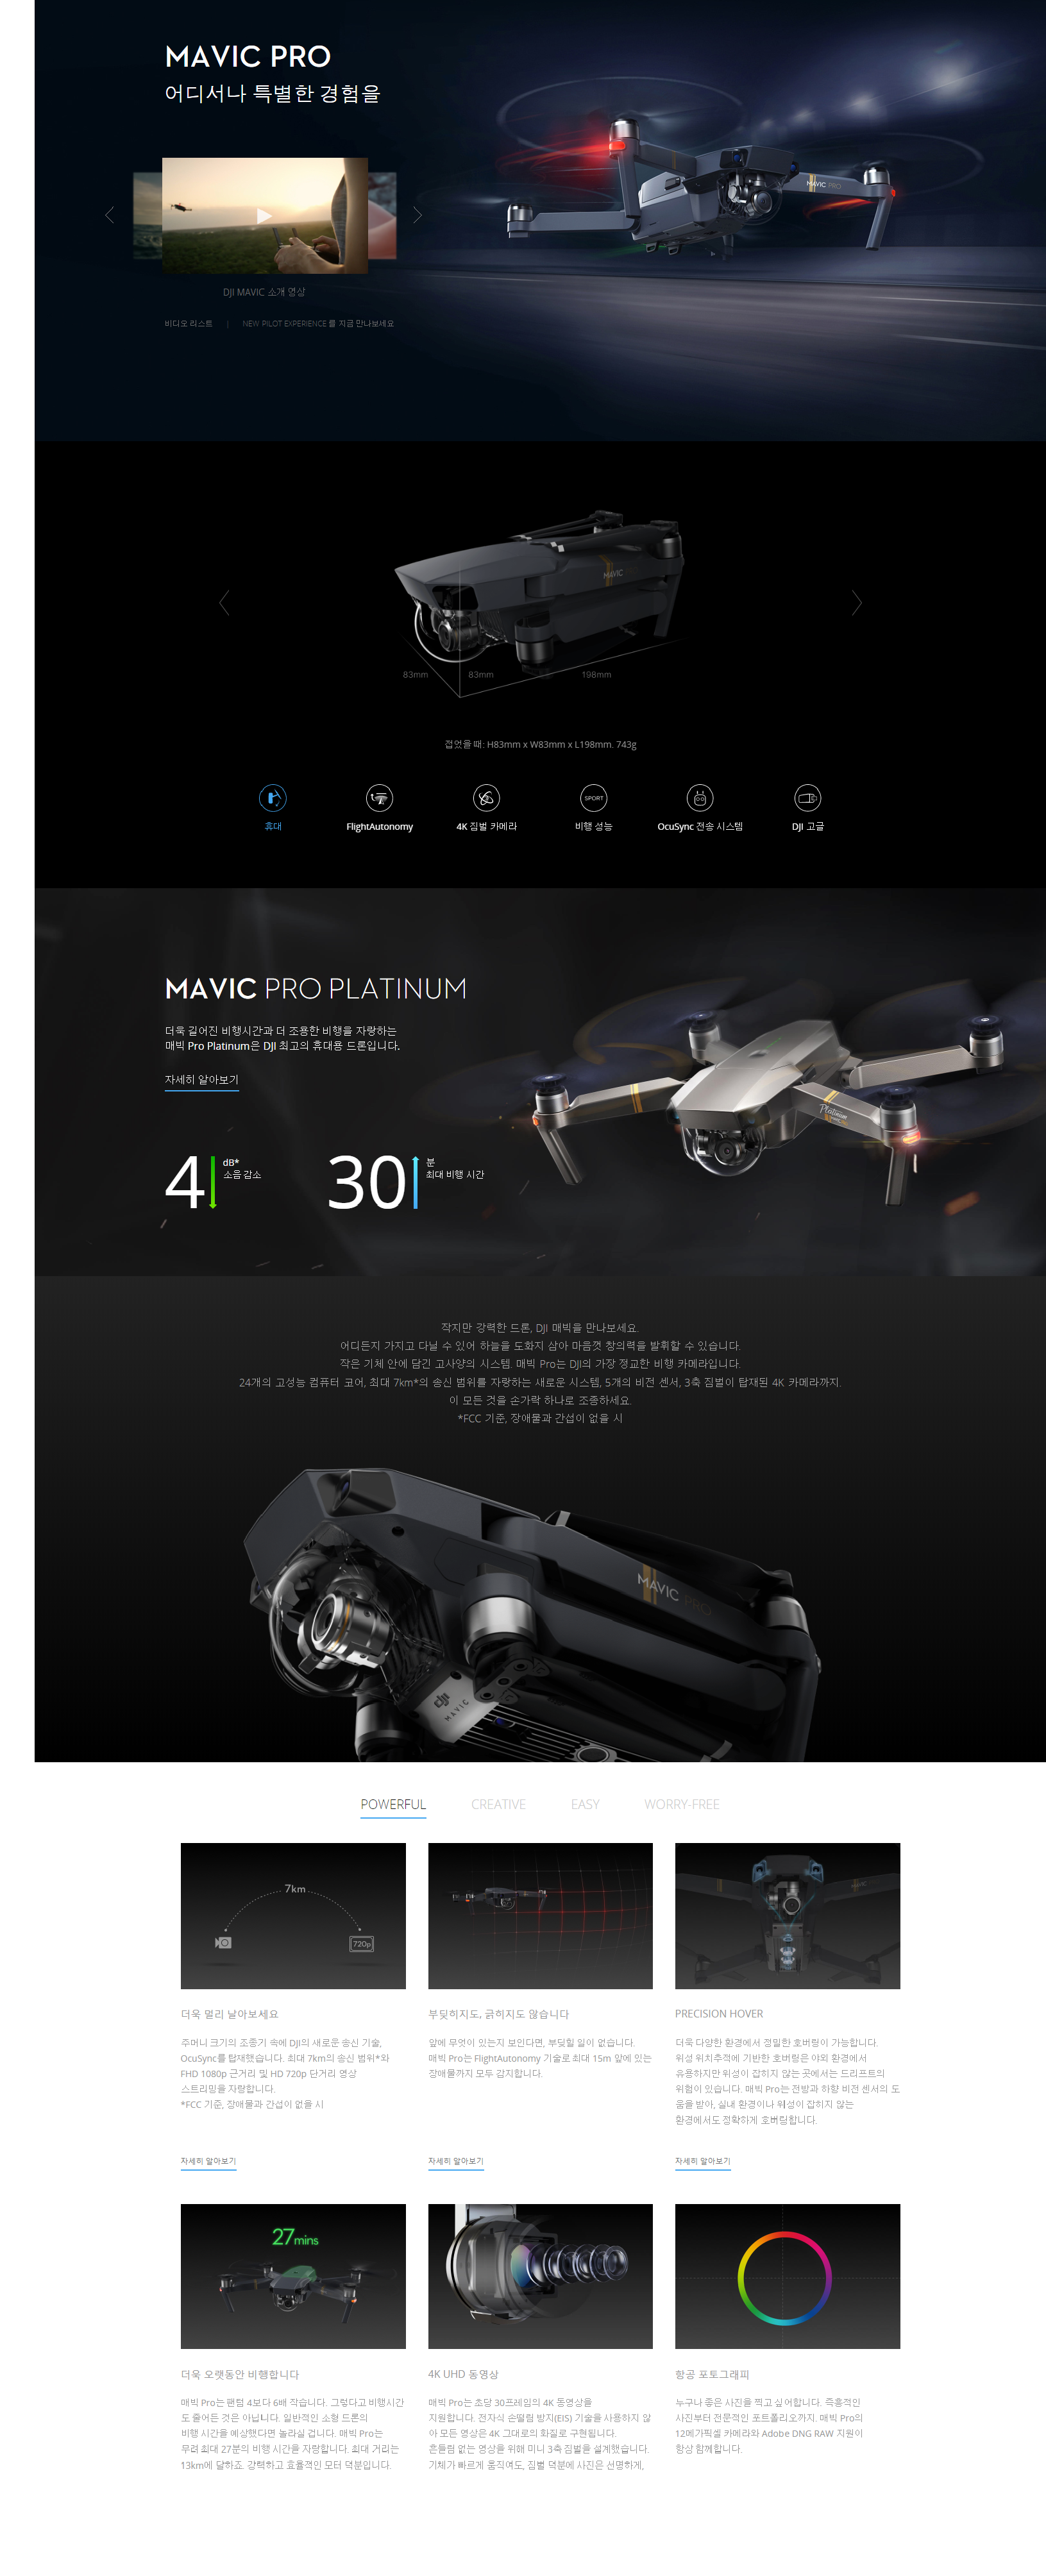 MAVIC PRO
어디서나 특별한 경험을
MAVIC PRO
DJI MAVIC 소개 영상
비디오 리스트 | NEW PILOT EXPERIENCE 를 지금 만나보세요
MAVIC
83mm 83mm 198mm
접었을 때: H83mm x W83mm x L198mm. 743g
SPORT
휴대 FlightAutonomy 4K 짐벌 카메라 비행 성능 OcuSync 전송 시스템 DJI 고글
MAVIC PRO PLATINUM
더욱 길어진 비행시간과 더 조용한 비행을 자랑하는
매빅 Pro Platinum은 DJI 최고의 휴대용 드론입니다.
자세히 알아보기
Platinum
4 dB* 소음 감소
30 분 최대 비행 시간
작지만 강력한 드론, DJI 매빅을 만나보세요.
어디든지 가지고 다닐 수 있어 하늘을 도화지 삼아 마음껏 창의력을 발휘할 수 있습니다.
작은 기체 안에 담긴 고사양의 시스템. 매빅 Pro는 DJI의 가장 정교한 비행 카메라입니다.
24개의 고성능 컴퓨터 코어, 최대 7km*의 송신 범위를 자랑하는 새로운 시스템, 5개의 비전 센서, 3축 짐벌이 탑재된 4K 카메라까지.
이 모든 것을 손가락 하나로 조종하세요.
*FCC 기준, 장애물과 간섭이 없을 시
MAVIC PRO
MAVIC
POWERFUL CREATIVE EASY WORRY-FREE
7km
720p
더욱 멀리 날아보세요
주머니 크기의 조종기 속에 DJI의 새로운 송신 기술,
OcuSync를 탑재했습니다. 최대 7km의 송신 범위*와
FHD 1080p 근거리 및 HD 720p 단거리 영상
스트리밍을 자랑합니다.
*FCC 기준, 장애물과 간섭이 없을 시
자세히 알아보기
부딪히지도, 긁히지도 않습니다
앞에 무엇이 있는지 보인다면, 부딪힐 일이 없습니다.
매빅 Pro는 FlightAutonomy 기술로 최대 15m 앞에 있는
장애물까지 모두 감지합니다.
자세히 알아보기
PRECISION HOVER
더욱 다양한 환경에서 정밀한 호버링이 가능합니다.
위성 위치추적에 기반한 호버링은 야외 환경에서
유용하지만 위성이 잡히지 않는 곳에서는 드리프트의
위험이 있습니다. 매빅 Pro는 전방과 하향 비전 센서의 도
움을 받아, 실내 환경이나 위성이 잡히지 않는
환경에서도 정확하게 호버링합니다.
자세히 알아보기
27mins
더욱 오랫동안 비행합니다
매빅 Pro는 팬텀 4보다 6배 작습니다. 그렇다고 비행시간
도 줄어든 것은 아닙니다. 일반적인 소형 드론의
비행 시간을 예상했다면 놀라실 겁니다. 매빅 Pro는
무려 최대 27분의 비행 시간을 자랑합니다. 최대 거리는
13km에 달하죠. 강력하고 효율적인 모터 덕분입니다.
4K UHD 동영상
매빅 Pro는 초당 30프레임의 4K 동영상을
지원합니다. 전자식 손떨림 방지(EIS) 기술을 사용하지 않
아 모든 영상은 4K 그대로의 화질로 구현됩니다.
흔들림 없는 영상을 위해 미니 3축 짐벌을 설계했습니다.
기체가 빠르게 움직여도, 짐벌 덕분에 사진은 선명하게,
항공 포토그래피
누구나 좋은 사진을 찍고 싶어합니다. 즉흥적인
사진부터 전문적인 포트폴리오까지. 매빅 Pro의
12메가픽셀 카메라와 Adobe DNG RAW 지원이
항상 함께합니다.